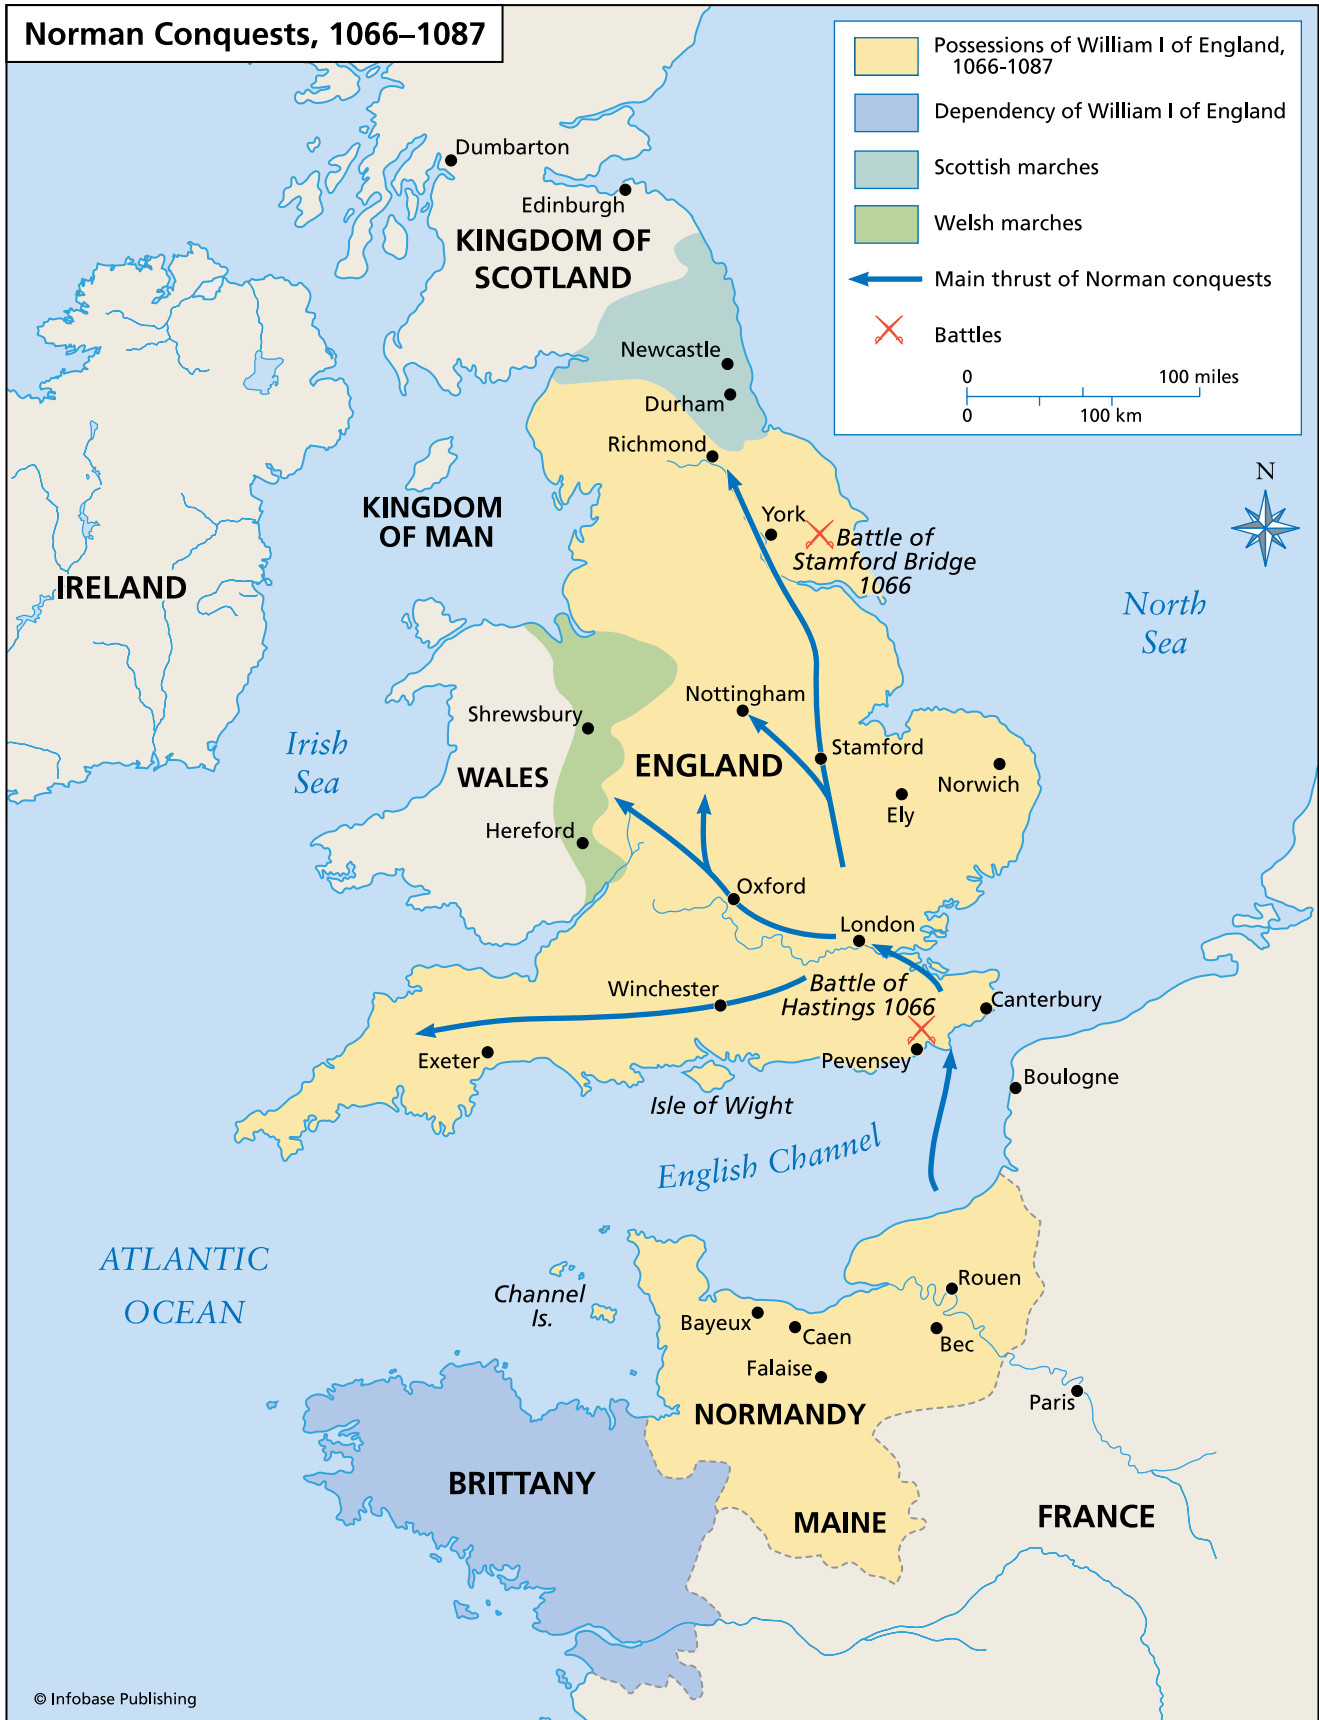 Norman Conquests, 1066–1087
Possessions of William I of England,
1066-1087
Dependency of William I of England
Scottish marches
Welsh marches
Main thrust of Norman conquests
Battles
0 100 miles
0 100 km
N
Dumbarton
Edinburgh
KINGDOM OF
SCOTLAND
Newcastle
Durham
Richmond
KINGDOM
OF MAN
York
Battle of
Stamford Bridge
1066
IRELAND
North
Sea
Nottingham
Shrewsbury
Stamford
Irish
Sea
WALES
ENGLAND
Norwich
Ely
Hereford
Oxford
London
Winchester
Battle of
Hastings 1066
Canterbury
Exeter
Pevensey
Boulogne
Isle of Wight
English Channel
ATLANTIC
OCEAN
Channel
Is.
Rouen
Bayeux
Caen
Bec
Falaise
Paris
NORMANDY
BRITTANY
MAINE
FRANCE
© Infobase Publishing